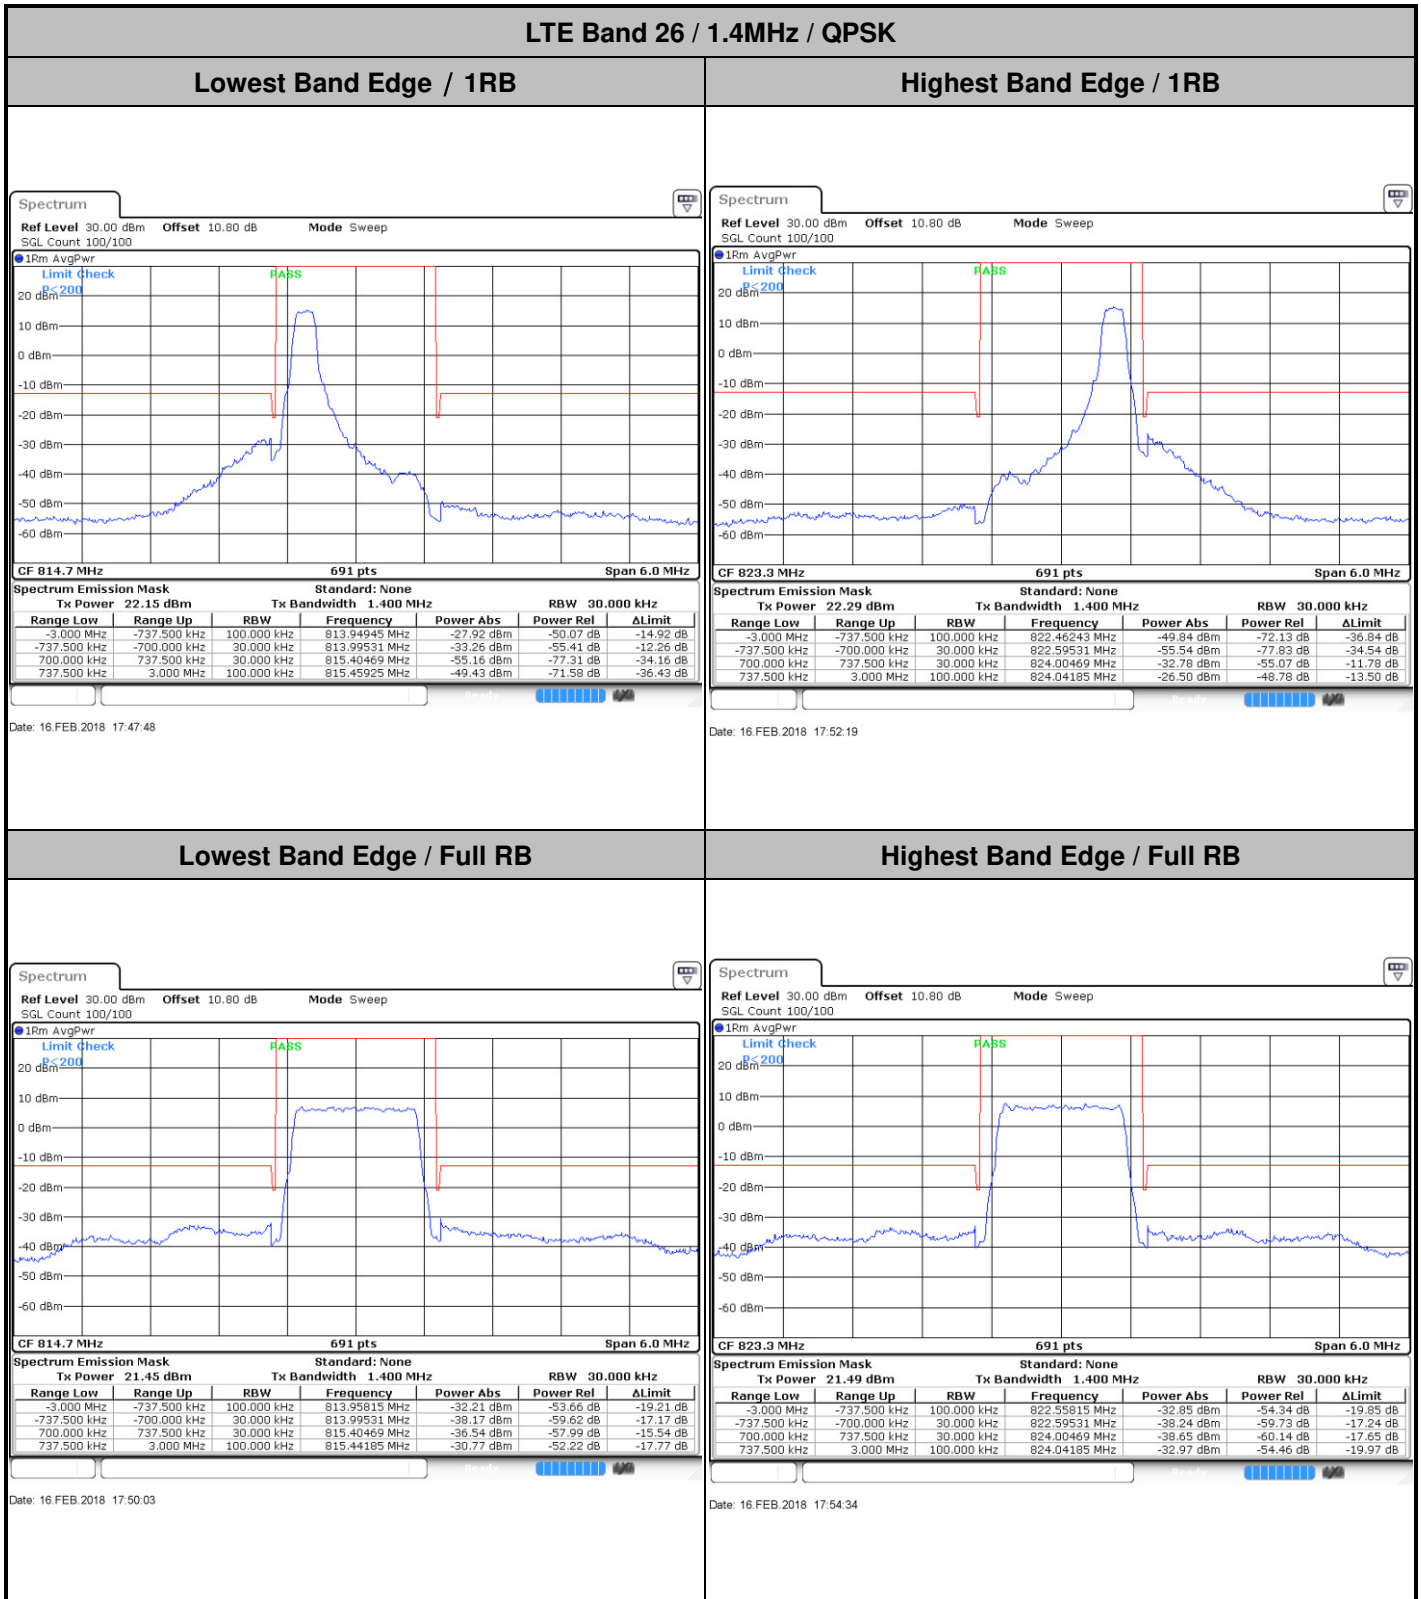 LTE Band 26 / 1.4MHz / QPSK
Lowest Band Edge / 1RB
Highest Band Edge / 1RB
Spectrum
Ref Level 30.00 dBm Offset 10.80 dB Mode Sweep
SGL Count 100/100
1Rm AvgPwr
Limit Check PASS
P<200
20 dBm
10 dBm
0 dBm
-10 dBm
-20 dBm
-30 dBm
-40 dBm
-50 dBm
-60 dBm
CF 814.7 MHz 691 pts Span 6.0 MHz
Spectrum Emission Mask Standard: None
Tx Power 22.15 dBm Tx Bandwidth 1.400 MHz RBW 30.000 kHz
Range Low Range Up RBW Frequency Power Abs Power Rel ΔLimit
-3.000 MHz -737.500 kHz 100.000 kHz 813.94945 MHz -27.92 dBm -50.07 dB -14.92 dB
-737.500 kHz -700.000 kHz 30.000 kHz 813.99531 MHz -33.26 dBm -55.41 dB -12.26 dB
700.000 kHz 737.500 kHz 30.000 kHz 815.40469 MHz -55.16 dBm -77.31 dB -34.16 dB
737.500 kHz 3.000 MHz 100.000 kHz 815.45925 MHz -49.43 dBm -71.58 dB -36.43 dB
Ready
Date: 16.FEB.2018 17:47:48
Spectrum
Ref Level 30.00 dBm Offset 10.80 dB Mode Sweep
SGL Count 100/100
1Rm AvgPwr
Limit Check PASS
P<200
20 dBm
10 dBm
0 dBm
-10 dBm
-20 dBm
-30 dBm
-40 dBm
-50 dBm
-60 dBm
CF 823.3 MHz 691 pts Span 6.0 MHz
Spectrum Emission Mask Standard: None
Tx Power 22.29 dBm Tx Bandwidth 1.400 MHz RBW 30.000 kHz
Range Low Range Up RBW Frequency Power Abs Power Rel ΔLimit
-3.000 MHz -737.500 kHz 100.000 kHz 822.46243 MHz -49.84 dBm -72.13 dB -36.84 dB
-737.500 kHz -700.000 kHz 30.000 kHz 822.59531 MHz -55.54 dBm -77.83 dB -34.54 dB
700.000 kHz 737.500 kHz 30.000 kHz 824.00469 MHz -32.78 dBm -55.07 dB -11.78 dB
737.500 kHz 3.000 MHz 100.000 kHz 824.04185 MHz -26.50 dBm -48.78 dB -13.50 dB
Ready
Date: 16.FEB.2018 17:52:19
Lowest Band Edge / Full RB
Highest Band Edge / Full RB
Spectrum
Ref Level 30.00 dBm Offset 10.80 dB Mode Sweep
SGL Count 100/100
1Rm AvgPwr
Limit Check PASS
P<200
20 dBm
10 dBm
0 dBm
-10 dBm
-20 dBm
-30 dBm
-40 dBm
-50 dBm
-60 dBm
CF 814.7 MHz 691 pts Span 6.0 MHz
Spectrum Emission Mask Standard: None
Tx Power 21.45 dBm Tx Bandwidth 1.400 MHz RBW 30.000 kHz
Range Low Range Up RBW Frequency Power Abs Power Rel ΔLimit
-3.000 MHz -737.500 kHz 100.000 kHz 813.95815 MHz -32.21 dBm -53.66 dB -19.21 dB
-737.500 kHz -700.000 kHz 30.000 kHz 813.99531 MHz -38.17 dBm -59.62 dB -17.17 dB
700.000 kHz 737.500 kHz 30.000 kHz 815.40469 MHz -36.54 dBm -57.99 dB -15.54 dB
737.500 kHz 3.000 MHz 100.000 kHz 815.44185 MHz -30.77 dBm -52.22 dB -17.77 dB
Ready
Date: 16.FEB.2018 17:50:03
Spectrum
Ref Level 30.00 dBm Offset 10.80 dB Mode Sweep
SGL Count 100/100
1Rm AvgPwr
Limit Check PASS
P<200
20 dBm
10 dBm
0 dBm
-10 dBm
-20 dBm
-30 dBm
-40 dBm
-50 dBm
-60 dBm
CF 823.3 MHz 691 pts Span 6.0 MHz
Spectrum Emission Mask Standard: None
Tx Power 21.49 dBm Tx Bandwidth 1.400 MHz RBW 30.000 kHz
Range Low Range Up RBW Frequency Power Abs Power Rel ΔLimit
-3.000 MHz -737.500 kHz 100.000 kHz 822.55815 MHz -32.85 dBm -54.34 dB -19.85 dB
-737.500 kHz -700.000 kHz 30.000 kHz 822.59531 MHz -38.24 dBm -59.73 dB -17.24 dB
700.000 kHz 737.500 kHz 30.000 kHz 824.00469 MHz -38.65 dBm -60.14 dB -17.65 dB
737.500 kHz 3.000 MHz 100.000 kHz 824.04185 MHz -32.97 dBm -54.46 dB -19.97 dB
Ready
Date: 16.FEB.2018 17:54:34